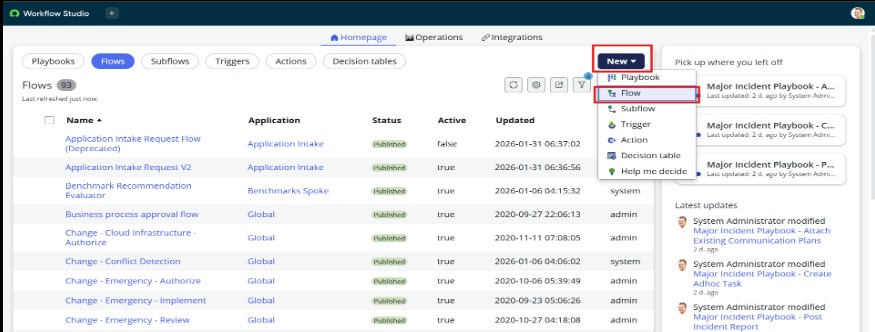 Workflow Studio
+
Homepage Operations Integrations
Playbooks Flows Subflows Triggers Actions Decision tables
New
Flows 93
Last refreshed just now.
Playbook
Flow
Subflow
Trigger
Action
Decision table
Help me decide
Name Application Status Active Updated
Application Intake Request Flow
(Deprecated) Application Intake Published false 2026-01-31 06:37:02
Application Intake Request V2 Application Intake Published true 2026-01-31 06:36:56
Benchmark Recommendation
Evaluator Benchmarks Spoke Published true 2026-01-06 04:15:32 system
Business process approval flow Global Published true 2020-09-27 22:06:13 admin
Change - Cloud Infrastructure -
Authorize Global Published true 2020-11-11 07:08:05 admin
Change - Conflict Detection Global Published true 2026-01-06 04:06:02 system
Change - Emergency - Authorize Global Published true 2020-10-06 05:39:49 admin
Change - Emergency - Implement Global Published true 2020-09-23 05:06:26 admin
Change - Emergency - Review Global Published true 2020-10-27 04:18:08 admin
Pick up where you left off
Major Incident Playbook - A...
Last updated: 2 d. ago by System Admi...
Major Incident Playbook - C...
Last updated: 2 d. ago by System Admi...
Major Incident Playbook - P...
Last updated: 2 d. ago by System Admi...
Latest updates
System Administrator modified
Major Incident Playbook - Attach
Existing Communication Plans
2 d. ago
System Administrator modified
Major Incident Playbook - Create
Adhoc Task
2 d. ago
System Administrator modified
Major Incident Playbook - Post
Incident Report